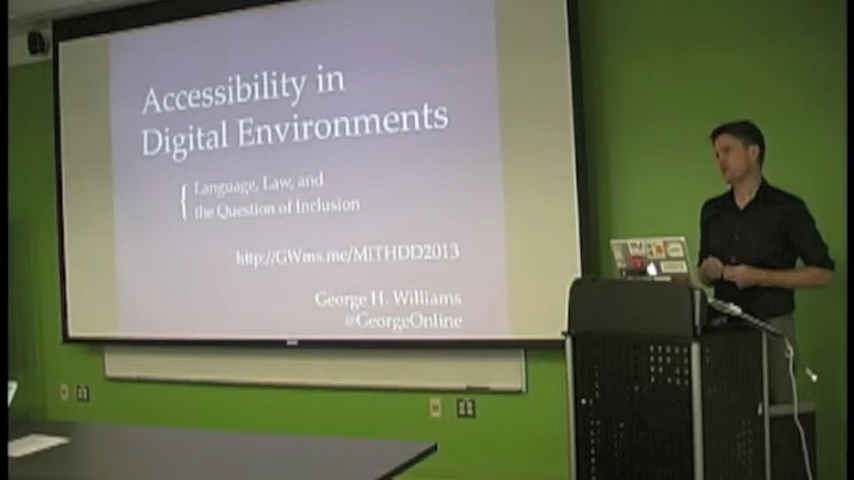 Accessibility in
Digital Environments
{ Language, Law, and
the Question of Inclusion
http://GWms.me/MITHDD2013
George H. Williams
@GeorgeOnline